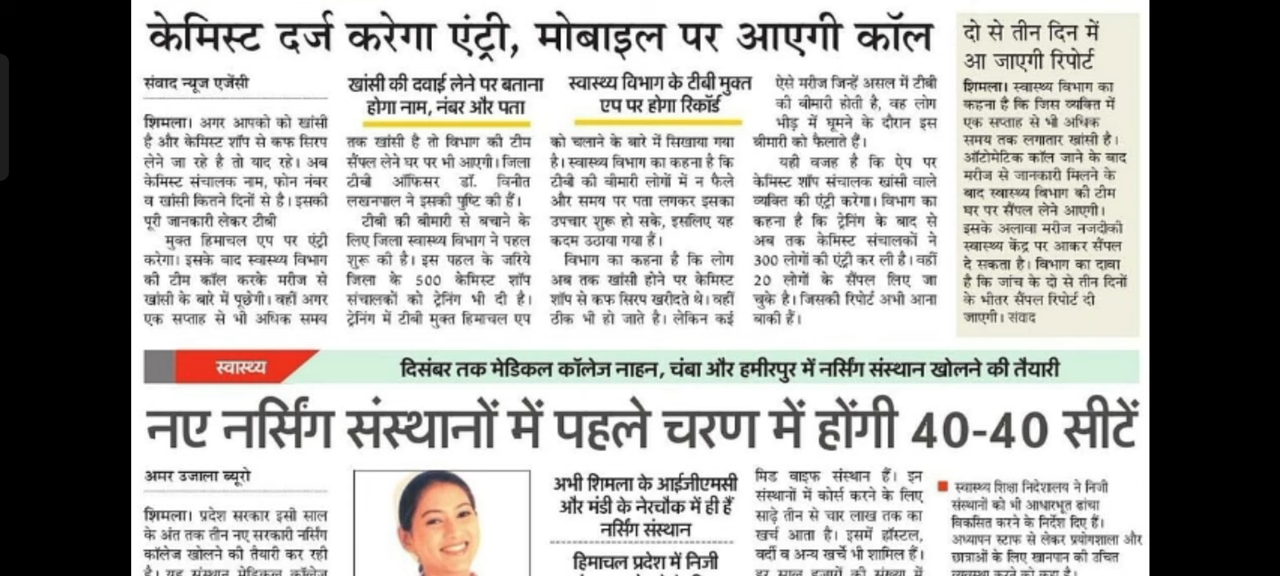 केमिस्ट दर्ज करेगा एंट्री, मोबाइल पर आएगी कॉल
संवाद न्यूज एजेंसी
शिमला। अगर आपको को खांसी
है और केमिस्ट शॉप से कफ सिरप
लेने जा रहे है तो याद रहे। अब
केमिस्ट संचालक नाम, फोन नंबर
व खांसी कितने दिनों से है। इसकी
पूरी जानकारी लेकर टीबी
मुक्त हिमाचल एप पर एंट्री
करेगा। इसके बाद स्वास्थ्य विभाग
की टीम कॉल करके मरीज से
खांसी के बारे में पूछेगी। वहीं अगर
एक सप्ताह से भी अधिक समय
खांसी की दवाई लेने पर बताना
होगा नाम, नंबर और पता
तक खांसी है तो विभाग की टीम
सैंपल लेने घर पर भी आएगी। जिला
टीबी ऑफिसर डॉ. विनीत
लखनपाल ने इसकी पुष्टि की हैं।
टीबी की बीमारी से बचाने के
लिए जिला स्वास्थ्य विभाग ने पहल
शुरू की है। इस पहल के जरिये
जिला के 500 केमिस्ट शॉप
संचालकों को ट्रेनिंग भी दी है।
ट्रेनिंग में टीबी मुक्त हिमाचल एप
स्वास्थ्य विभाग के टीबी मुक्त
एप पर होगा रिकॉर्ड
को चलाने के बारे में सिखाया गया
है। स्वास्थ्य विभाग का कहना है कि
टीबी की बीमारी लोगों में न फैले
और समय पर पता लगकर इसका
उपचार शुरू हो सके, इसलिए यह
कदम उठाया गया हैं।
विभाग का कहना है कि लोग
अब तक खांसी होने पर केमिस्ट
शॉप से कफ सिरप खरीदते थे। वहीं
ठीक भी हो जाते है। लेकिन कई
ऐसे मरीज जिन्हें असल में टीबी
की बीमारी होती है, वह लोग
भीड़ में घूमने के दौरान इस
बीमारी को फैलाते हैं।
यही वजह है कि ऐप पर
केमिस्ट शॉप संचालक खांसी वाले
व्यक्ति की एंट्री करेगा। विभाग का
कहना है कि ट्रेनिंग के बाद से
अब तक केमिस्ट संचालकों ने
300 लोगों की एंट्री कर ली है। वहीं
20 लोगों के सैंपल लिए जा
चुके है। जिसकी रिपोर्ट अभी आना
बाकी हैं।
दो से तीन दिन में
आ जाएगी रिपोर्ट
शिमला। स्वास्थ्य विभाग का
कहना है कि जिस व्यक्ति में
एक सप्ताह से भी अधिक
समय तक लगातार खांसी है।
ऑटोमेटिक कॉल जाने के बाद
मरीज से जानकारी मिलने के
बाद स्वास्थ्य विभाग की टीम
घर पर सैंपल लेने आएगी।
इसके अलावा मरीज नजदीकी
स्वास्थ्य केंद्र पर आकर सैंपल
दे सकता है। विभाग का दावा
है कि जांच के दो से तीन दिनों
के भीतर सैंपल रिपोर्ट दी
जाएगी। संवाद
स्वास्थ्य
दिसंबर तक मेडिकल कॉलेज नाहन, चंबा और हमीरपुर में नर्सिंग संस्थान खोलने की तैयारी
नए नर्सिंग संस्थानों में पहले चरण में होंगी 40-40 सीटें
अमर उजाला ब्यूरो
शिमला। प्रदेश सरकार इसी साल
के अंत तक तीन नए सरकारी नर्सिंग
कॉलेज खोलने की तैयारी कर रही
है। यह संस्थान मेडिकल कॉलेज
अभी शिमला के आईजीएमसी
और मंडी के नेरचौक में ही हैं
नर्सिंग संस्थान
हिमाचल प्रदेश में निजी
मिड वाइफ संस्थान हैं। इन
संस्थानों में कोर्स करने के लिए
साढ़े तीन से चार लाख तक का
खर्च आता है। इसमें हॉस्टल,
वर्दी व अन्य खर्चे भी शामिल हैं।
हर साल हजारों की संख्या में
स्वास्थ्य शिक्षा निदेशालय ने निजी
संस्थानों को भी आधारभूत ढांचा
विकसित करने के निर्देश दिए हैं।
अध्यापन स्टाफ से लेकर प्रयोगशाला और
छात्राओं के लिए खानपान की उचित
व्यवस्था करने को कहा है।